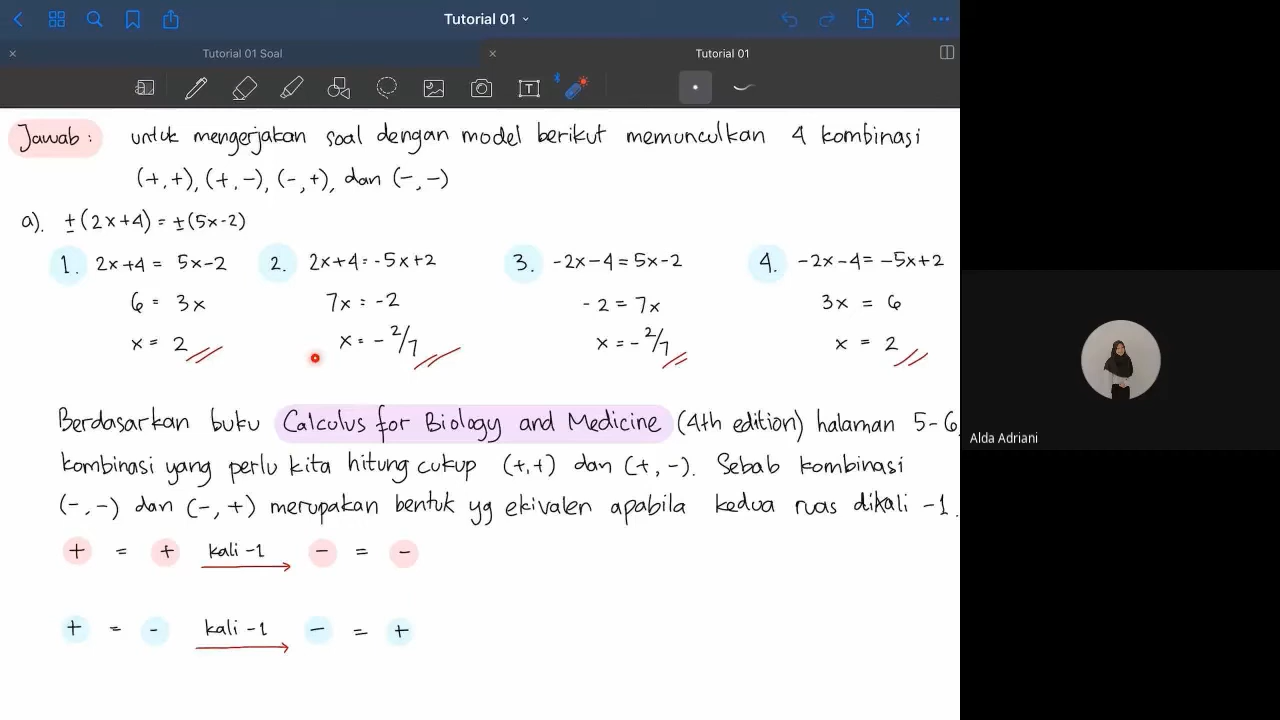 Tutorial 01
Tutorial 01 Soal
Tutorial 01
Jawab : untuk mengerjakan soal dengan model berikut memunculkan 4 kombinasi
(+,+), (+,-), (-,+), dan (-,-)
a). ±(2x+4) = ±(5x-2)
1. 2x+4 = 5x-2
6 = 3x
x = 2
2. 2x+4 = -5x+2
7x = -2
x = -2/7
3. -2x-4 = 5x-2
-2 = 7x
x = -2/7
4. -2x-4 = -5x+2
3x = 6
x = 2
Berdasarkan buku Calculus for Biology and Medicine (4th edition) halaman 5-6,
kombinasi yang perlu kita hitung cukup (+,+) dan (+,-). Sebab kombinasi
(-,-) dan (-,+) merupakan bentuk yg ekivalen apabila kedua ruas dikali -1.
+ = + kali -1 - = -
+ = - kali -1 - = +
Alda Adriani